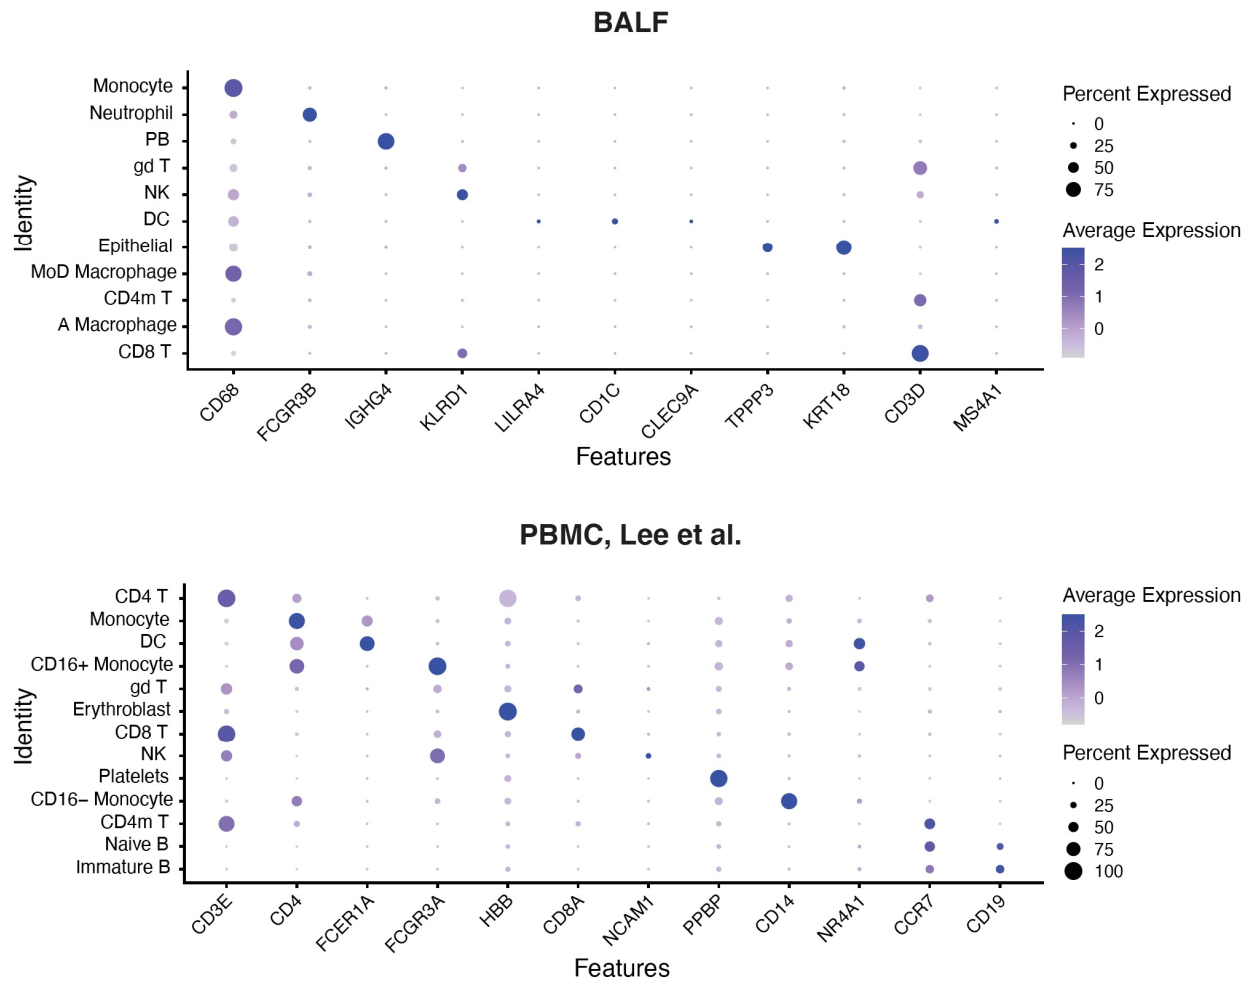 BALF
Monocyte
Neutrophil
PB
gd T
NK
DC
Epithelial
MoD Macrophage
CD4m T
A Macrophage
CD8 T
Identity
CD68
FCGR3B
IGHG4
KLRD1
LILRA4
CD1C
CLEC9A
TPPP3
KRT18
CD3D
MS4A1
Features
Percent Expressed
0
25
50
75
Average Expression
2
1
0
PBMC, Lee et al.
CD4 T
Monocyte
DC
CD16+ Monocyte
gd T
Erythroblast
CD8 T
NK
Platelets
CD16– Monocyte
CD4m T
Naive B
Immature B
Identity
CD3E
CD4
FCER1A
FCGR3A
HBB
CD8A
NCAM1
PPBP
CD14
NR4A1
CCR7
CD19
Features
Average Expression
2
1
0
Percent Expressed
0
25
50
75
100